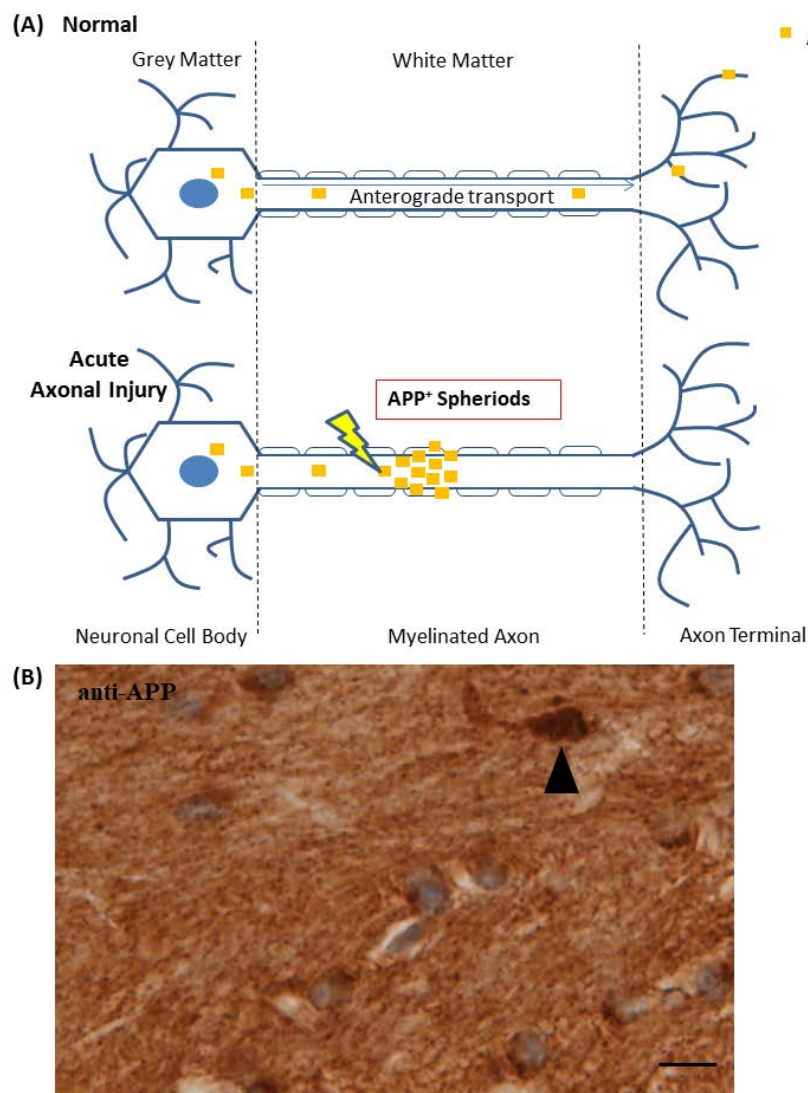 (A) Normal
Grey Matter
White Matter
Anterograde transport
Acute
Axonal Injury
APP⁺ Spheriods
Neuronal Cell Body
Myelinated Axon
Axon Terminal
(B)
anti-APP